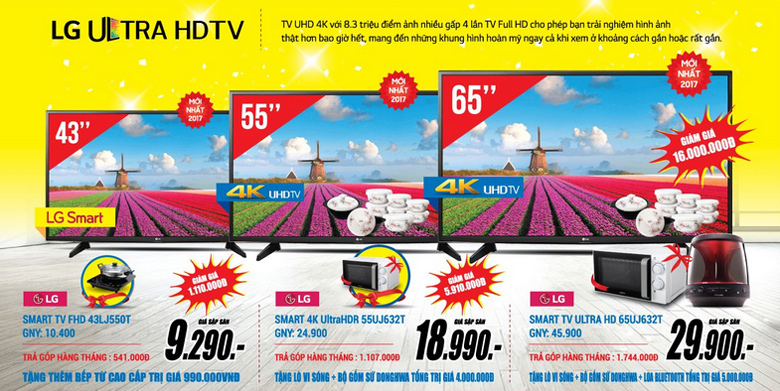 LG ULTRA HDTV
TV UHD 4K với 8.3 triệu điểm ảnh nhiều gấp 4 lần TV Full HD cho phép bạn trải nghiệm hình ảnh
thật hơn bao giờ hết, mang đến những khung hình hoàn mỹ ngay cả khi xem ở khoảng cách gần hoặc rất gần.
43’’
MỚI
NHẤT
2017
LG Smart
55’’
MỚI
NHẤT
2017
4K UHDTV
65’’
MỚI
NHẤT
2017
4K UHDTV
GIẢM GIÁ
16.000.000Đ
LG
SMART TV FHD 43LJ550T
GNY: 10.400
TRẢ GÓP HÀNG THÁNG : 541.000Đ
GIẢM GIÁ
1.110.000Đ
GIÁ SẬP SÀN
9.290.-
TẶNG THÊM BẾP TỪ CAO CẤP TRỊ GIÁ 990.000VNĐ
LG
SMART 4K UltraHDR 55UJ632T
GNY: 24.900
TRẢ GÓP HÀNG THÁNG : 1.107.000Đ
GIẢM GIÁ
5.910.000Đ
GIÁ SẬP SÀN
18.990.-
TẶNG LÒ VI SÓNG + BỘ GỐM SỨ DONGHWA TỔNG TRỊ GIÁ 4.000.000Đ
LG
SMART TV ULTRA HD 65UJ632T
GNY: 45.900
TRẢ GÓP HÀNG THÁNG : 1.744.000Đ
GIÁ SẬP SÀN
29.900.-
TẶNG LÒ VI SÓNG + BỘ GỐM SỨ DONGHWA + LOA BLUETOOTH TỔNG TRỊ GIÁ 5.000.000Đ